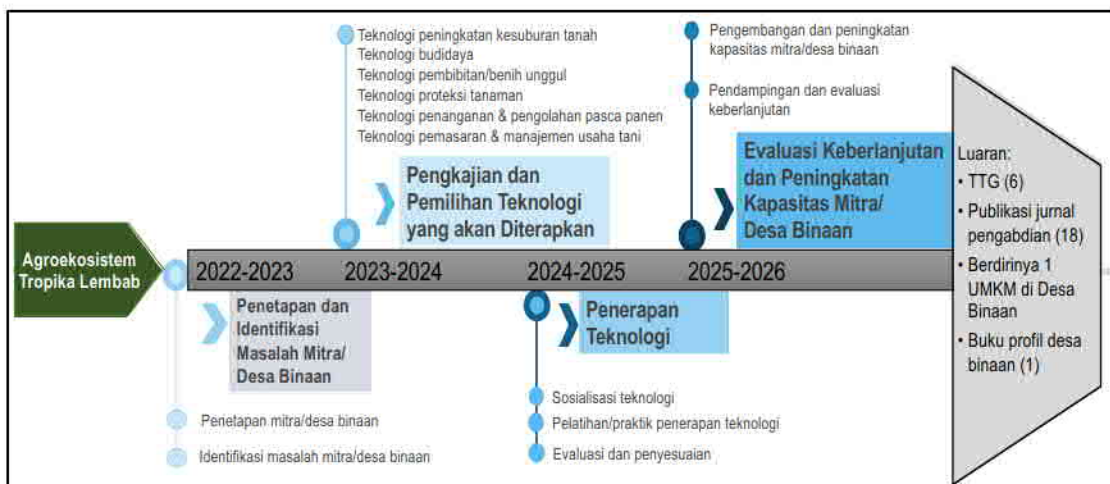 Teknologi peningkatan kesuburan tanah
Teknologi budidaya
Teknologi pembibitan/benih unggul
Teknologi proteksi tanaman
Teknologi penanganan & pengolahan pasca panen
Teknologi pemasaran & manajemen usaha tani
Pengembangan dan peningkatan
kapasitas mitra/desa binaan
Pendampingan dan evaluasi
keberlanjutan
Pengkajian dan
Pemilihan Teknologi
yang akan Diterapkan
Evaluasi Keberlanjutan
dan Peningkatan
Kapasitas Mitra/
Desa Binaan
Agroekosistem
Tropika Lembab
2022-2023
2023-2024
2024-2025
2025-2026
Penetapan dan
Identifikasi
Masalah Mitra/
Desa Binaan
Penerapan
Teknologi
Penetapan mitra/desa binaan
Identifikasi masalah mitra/desa binaan
Sosialisasi teknologi
Pelatihan/praktik penerapan teknologi
Evaluasi dan penyesuaian
Luaran:
• TTG (6)
• Publikasi jurnal
pengabdian (18)
• Berdirinya 1
UMKM di Desa
Binaan
• Buku profil desa
binaan (1)